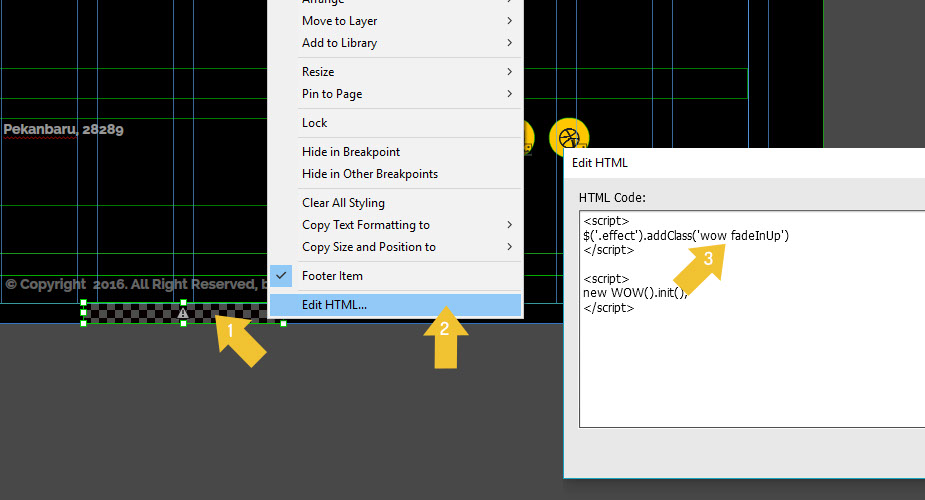 Arrange
Move to Layer
Add to Library
Resize
Pin to Page
Lock
Hide in Breakpoint
Hide in Other Breakpoints
Clear All Styling
Copy Text Formatting to
Copy Size and Position to
Footer Item
Edit HTML...
Pekanbaru, 28289
© Copyright 2016. All Right Reserved, b
1
2
Edit HTML
HTML Code:
<script>
$('.effect').addClass('wow fadeInUp')
</script>
3
<script>
new WOW().init();
</script>